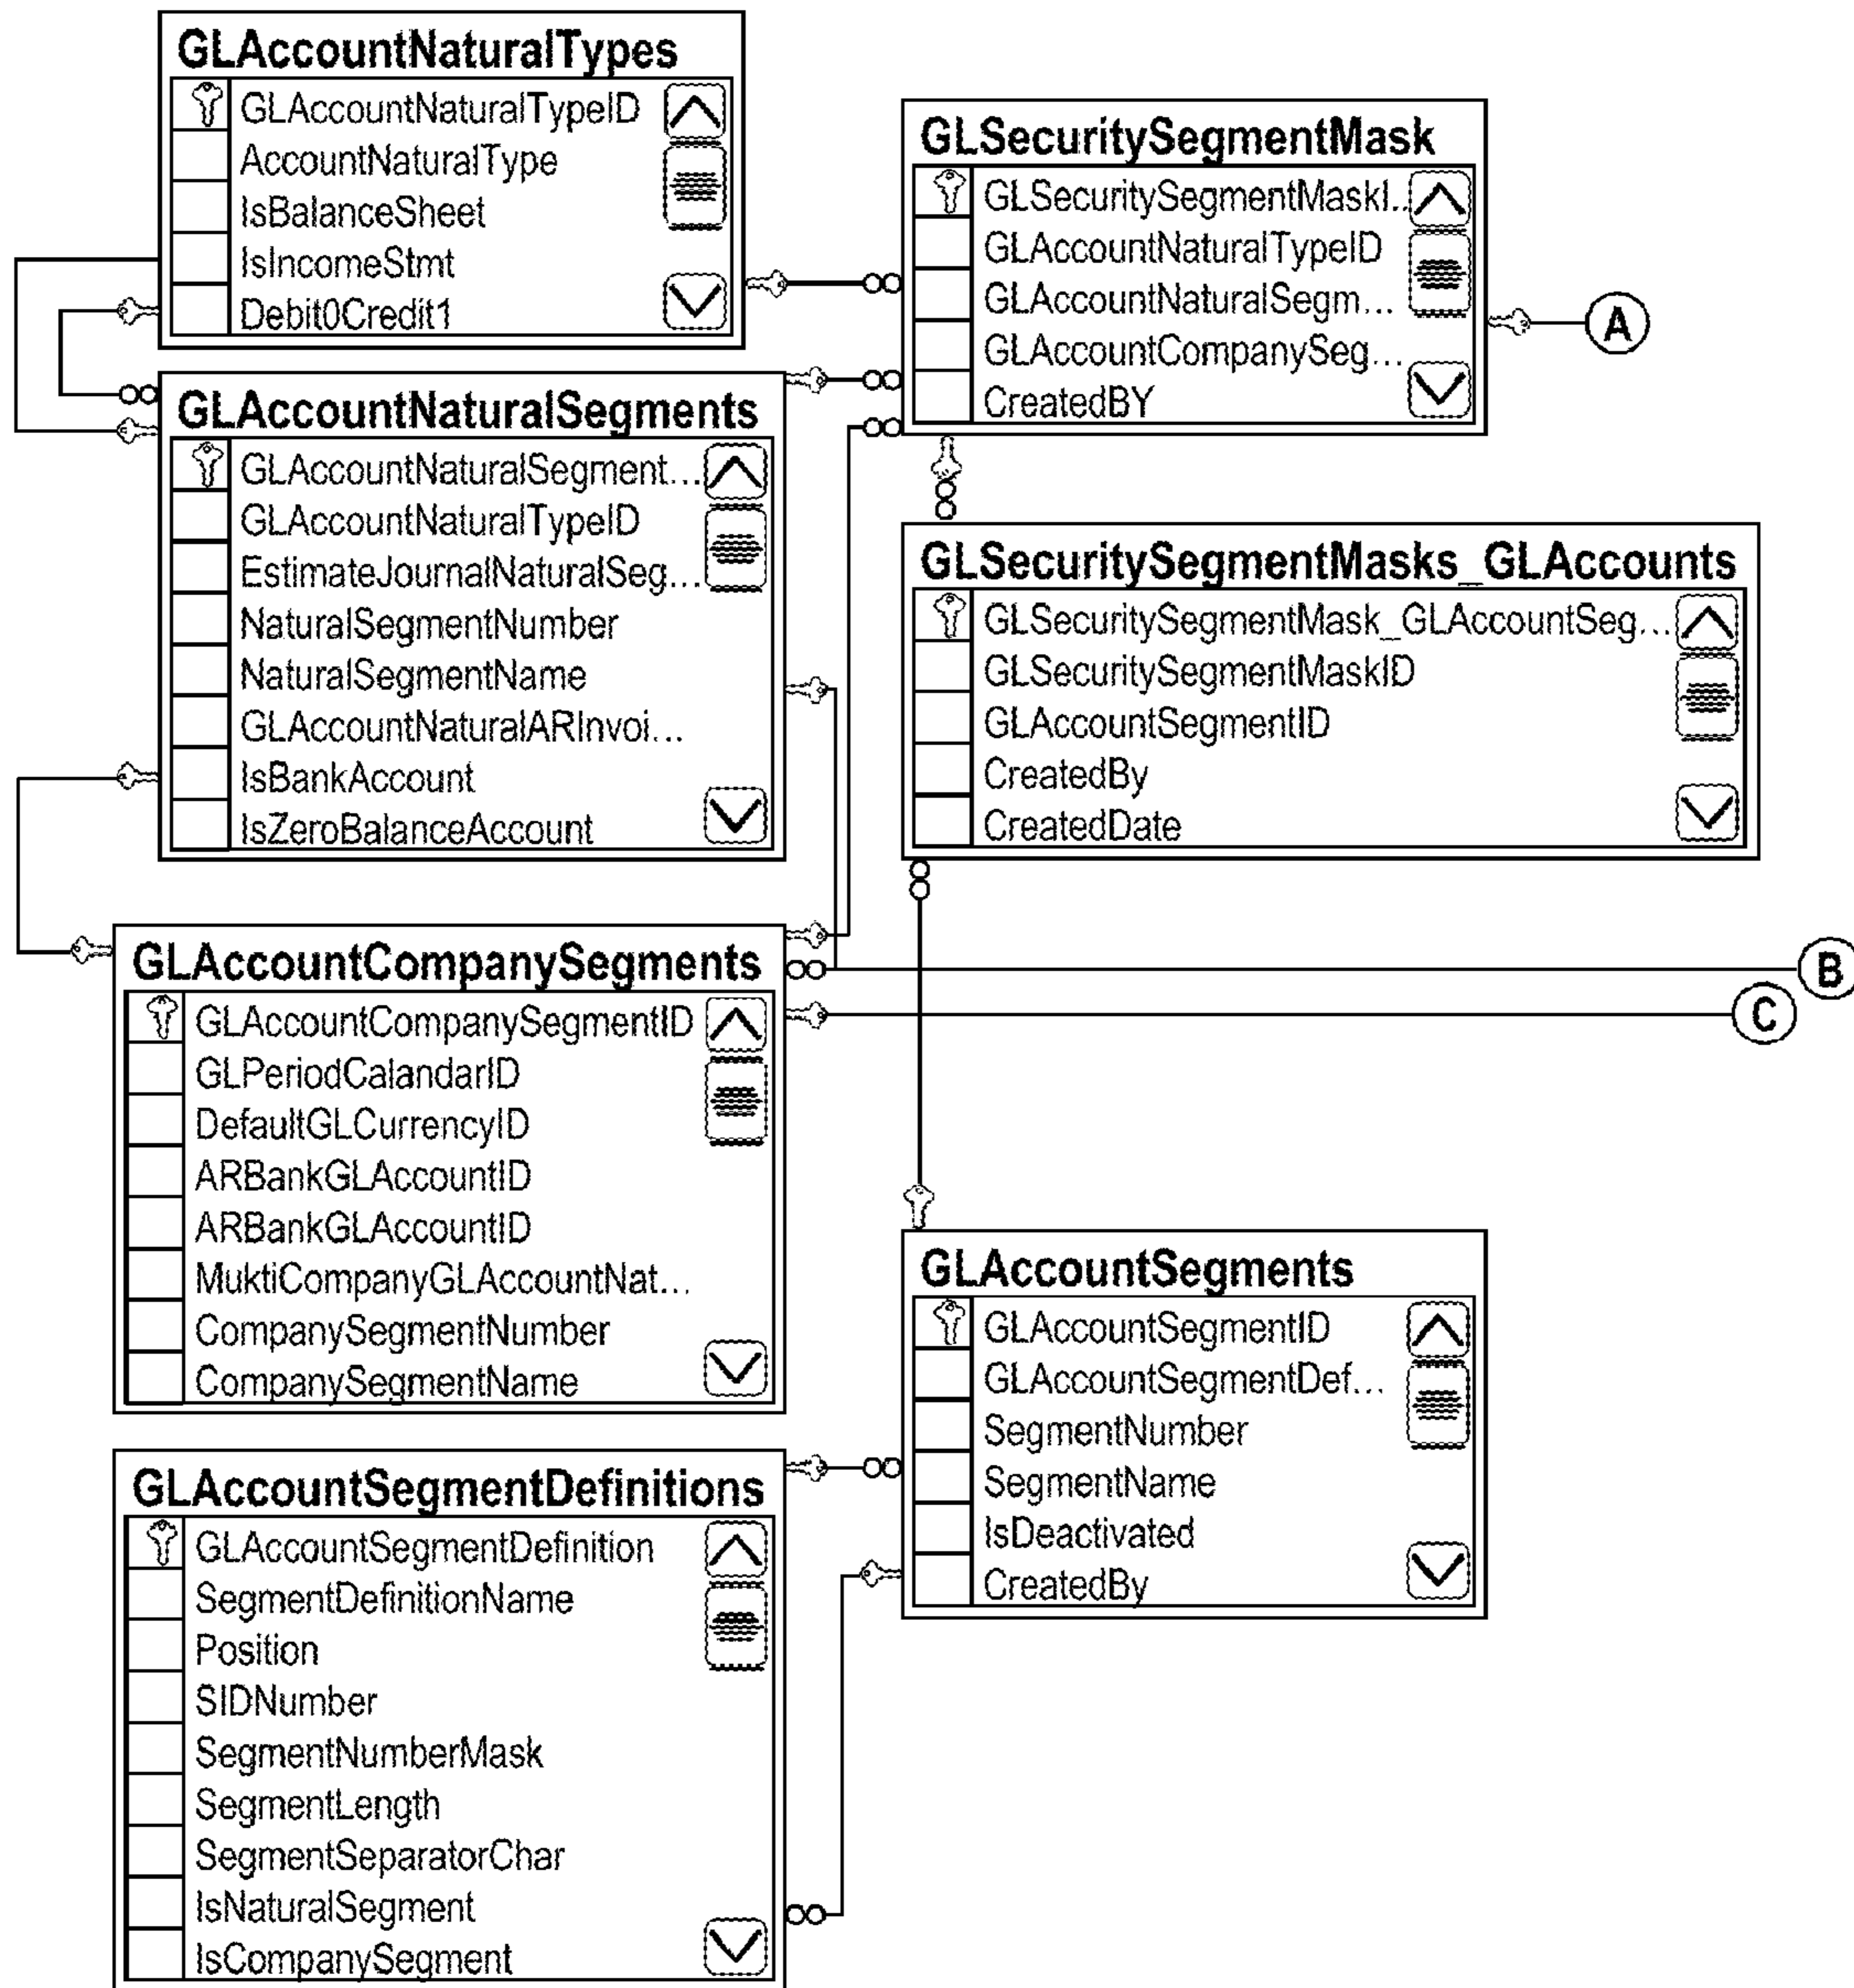 GLAccountNaturalTypes
GLAccountNaturalTypeID
AccountNaturalType
IsBalanceSheet
IsIncomeStmt
Debit0Credit1
GLSecuritySegmentMask
GLSecuritySegmentMaskI...
GLAccountNaturalTypeID
GLAccountNaturalSegm...
GLAccountCompanySeg...
CreatedBY
A
GLAccountNaturalSegments
GLAccountNaturalSegment...
GLAccountNaturalTypeID
EstimateJournalNaturalSeg...
NaturalSegmentNumber
NaturalSegmentName
GLAccountNaturalARInvoi...
IsBankAccount
IsZeroBalanceAccount
GLSecuritySegmentMasks_GLAccounts
GLSecuritySegmentMask_GLAccountSeg...
GLSecuritySegmentMaskID
GLAccountSegmentID
CreatedBy
CreatedDate
GLAccountCompanySegments
GLAccountCompanySegmentID
GLPeriodCalandarID
DefaultGLCurrencyID
ARBankGLAccountID
ARBankGLAccountID
MuktiCompanyGLAccountNat...
CompanySegmentNumber
CompanySegmentName
B
C
GLAccountSegments
GLAccountSegmentID
GLAccountSegmentDef...
SegmentNumber
SegmentName
IsDeactivated
CreatedBy
GLAccountSegmentDefinitions
GLAccountSegmentDefinition
SegmentDefinitionName
Position
SIDNumber
SegmentNumberMask
SegmentLength
SegmentSeparatorChar
IsNaturalSegment
IsCompanySegment